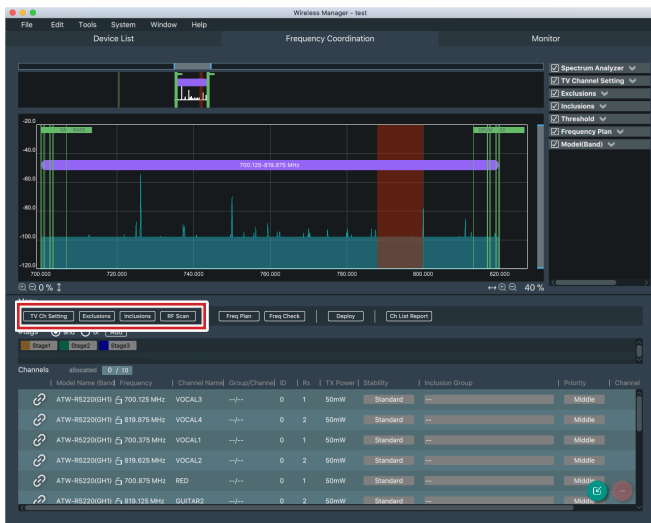 Wireless Manager - test
File Edit Tools System Window Help
Device List Frequency Coordination Monitor
Spectrum Analyzer
TV Channel Setting
Exclusions
Inclusions
Threshold
Frequency Plan
Model(Band)
-20.0
-40.0
700.125-819.875 MHz
-60.0
-80.0
-100.0
-120.0
700.000 720.000 740.000 760.000 780.000 800.000 820.000
0 % 40 %
Menu
TV Ch Setting Exclusions Inclusions RF Scan Freq Plan Freq Check Deploy Ch List Report
#Tags and or Add
Stage1 Stage2 Stage3
Channels allocated 0 / 10
Model Name (Band) Frequency Channel Name Group/Channel ID Rx TX Power Stability Inclusion Group Priority Channel
ATW-R5220(GH1) 700.125 MHz VOCAL3 --/-- 0 1 50mW Standard -- Middle
ATW-R5220(GH1) 819.875 MHz VOCAL4 --/-- 0 2 50mW Standard -- Middle
ATW-R5220(GH1) 700.375 MHz VOCAL1 --/-- 0 1 50mW Standard -- Middle
ATW-R5220(GH1) 819.625 MHz VOCAL2 --/-- 0 2 50mW Standard -- Middle
ATW-R5220(GH1) 700.875 MHz RED --/-- 0 1 50mW Standard -- Middle
ATW-R5220(GH1) 819.125 MHz GUITAR2 --/-- 0 2 50mW Standard -- Middle